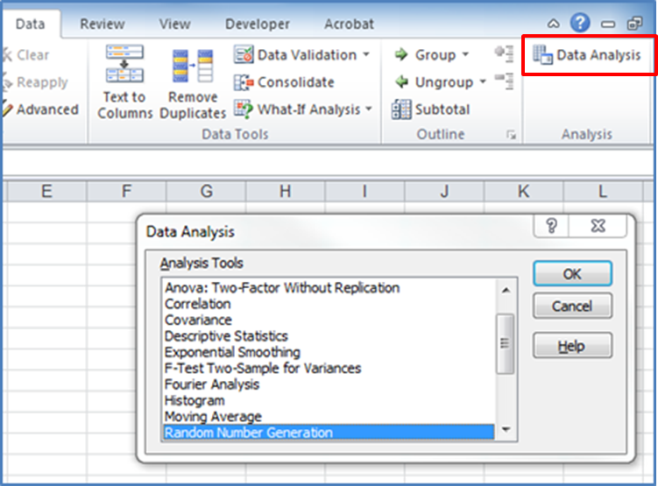 Data Review View Developer Acrobat
Clear
Reapply
Advanced
Text to
Columns
Remove
Duplicates
Data Validation
Consolidate
What-If Analysis
Data Tools
Group
Ungroup
Subtotal
Outline
Data Analysis
Analysis
E F G H I J K L
Data Analysis
Analysis Tools
Anova: Two-Factor Without Replication
Correlation
Covariance
Descriptive Statistics
Exponential Smoothing
F-Test Two-Sample for Variances
Fourier Analysis
Histogram
Moving Average
Random Number Generation
OK
Cancel
Help